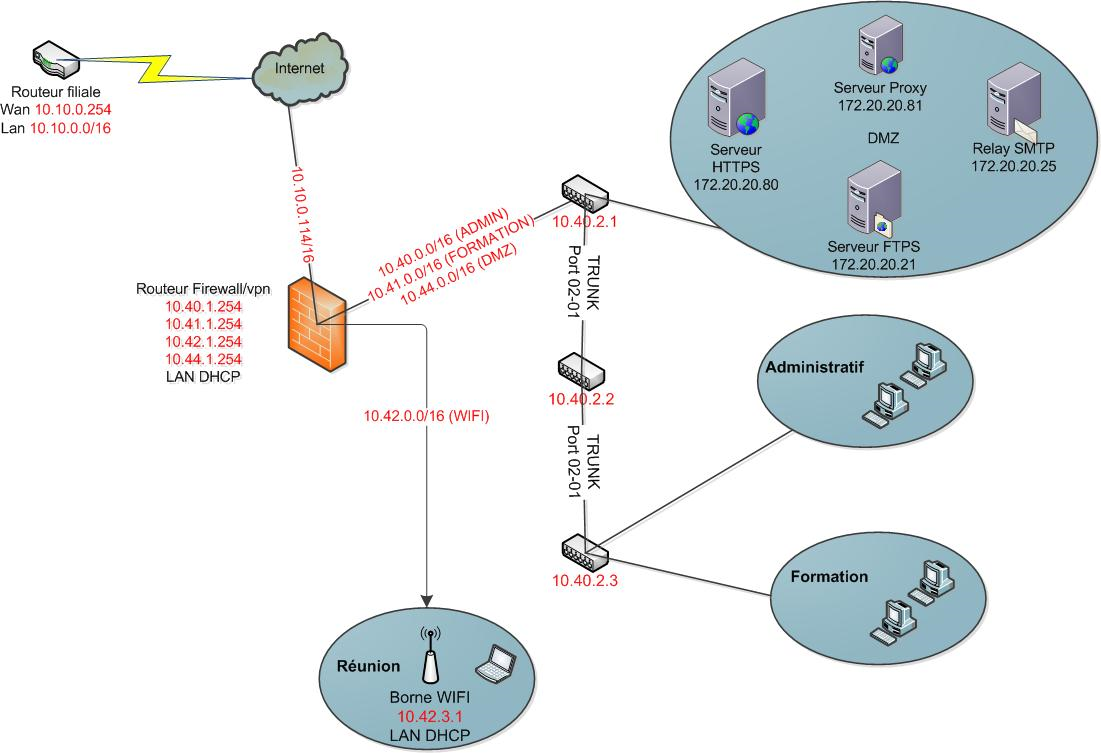 Internet
Routeur filiale
Wan 10.10.0.254
Lan 10.10.0.0/16
Serveur Proxy
172.20.20.81
Serveur
HTTPS
172.20.20.80
DMZ
Relay SMTP
172.20.20.25
Serveur FTPS
172.20.20.21
10.10.0.114/16
10.40.0.0/16 (ADMIN)
10.41.0.0/16 (FORMATION)
10.44.0.0/16 (DMZ)
10.40.2.1
TRUNK
Port 02-01
Routeur Firewall/vpn
10.40.1.254
10.41.1.254
10.42.1.254
10.44.1.254
LAN DHCP
10.42.0.0/16 (WIFI)
10.40.2.2
TRUNK
Port 02-01
Administratif
10.40.2.3
Formation
Réunion
Borne WIFI
10.42.3.1
LAN DHCP